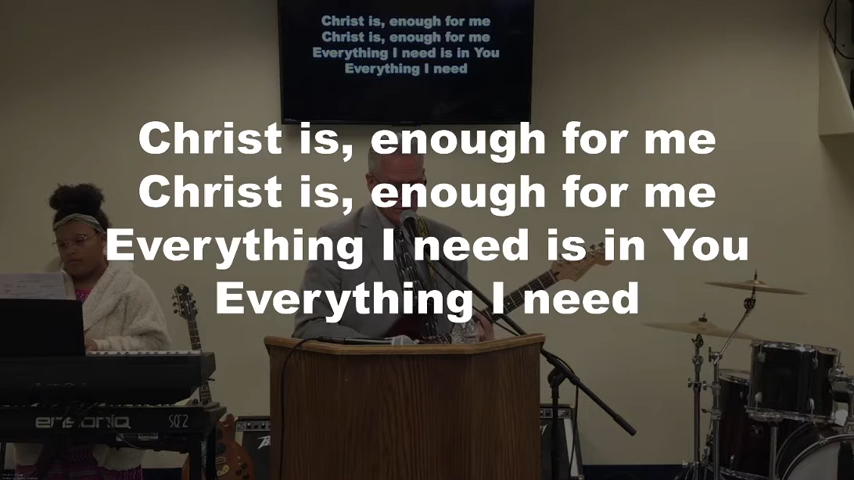 Christ is, enough for me
Christ is, enough for me
Everything I need is in You
Everything I need
Christ is, enough for me
Christ is, enough for me
Everything I need is in You
Everything I need
ensoniq SQ2